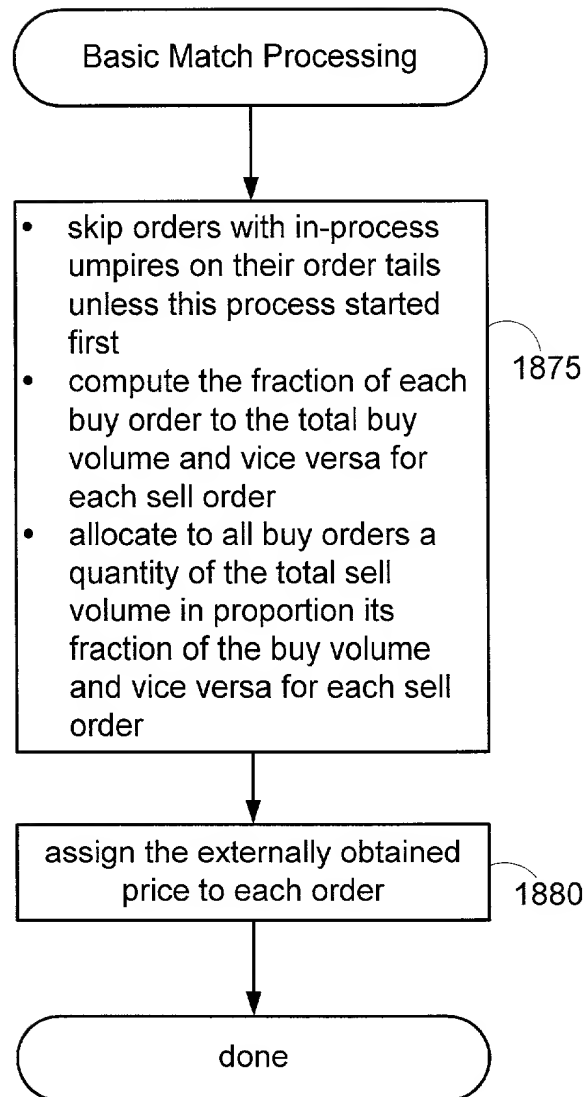 Basic Match Processing
• skip orders with in-process
umpires on their order tails
unless this process started
first
• compute the fraction of each
buy order to the total buy
volume and vice versa for
each sell order
• allocate to all buy orders a
quantity of the total sell
volume in proportion its
fraction of the buy volume
and vice versa for each sell
order
1875
assign the externally obtained
price to each order
1880
done